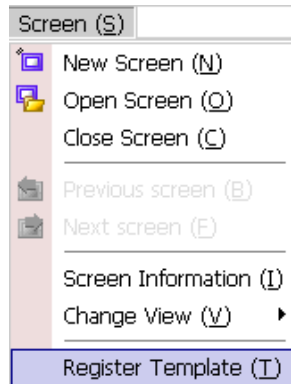 Screen (S)
New Screen (N)
Open Screen (O)
Close Screen (C)
Previous screen (B)
Next screen (F)
Screen Information (I)
Change View (V)
Register Template (T)